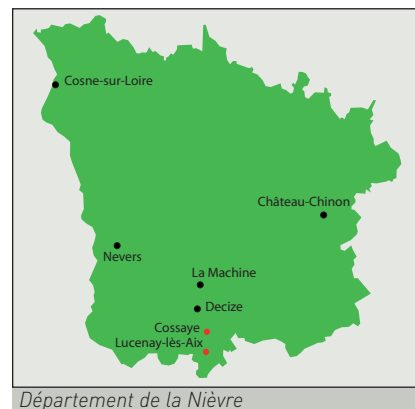 Cosne-sur-Loire
Château-Chinon
Nevers
La Machine
Decize
Cossaye
Lucenay-lès-Aix
Département de la Nièvre